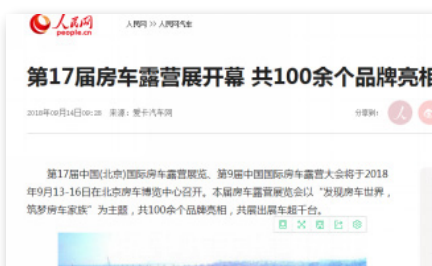 人民网
people.cn
人民网 >> 人民网汽车
第17届房车露营展开幕 共100余个品牌亮相
2018年09月14日09:28 来源：爱卡汽车网
分享到：
第17届中国(北京)国际房车露营展览、第9届中国国际房车露营大会将于2018
年9月13-16日在北京房车博览中心召开。本届房车露营展览会以“发现房车世界，
筑梦房车家族”为主题，共100余个品牌亮相，共展出展车超千台。